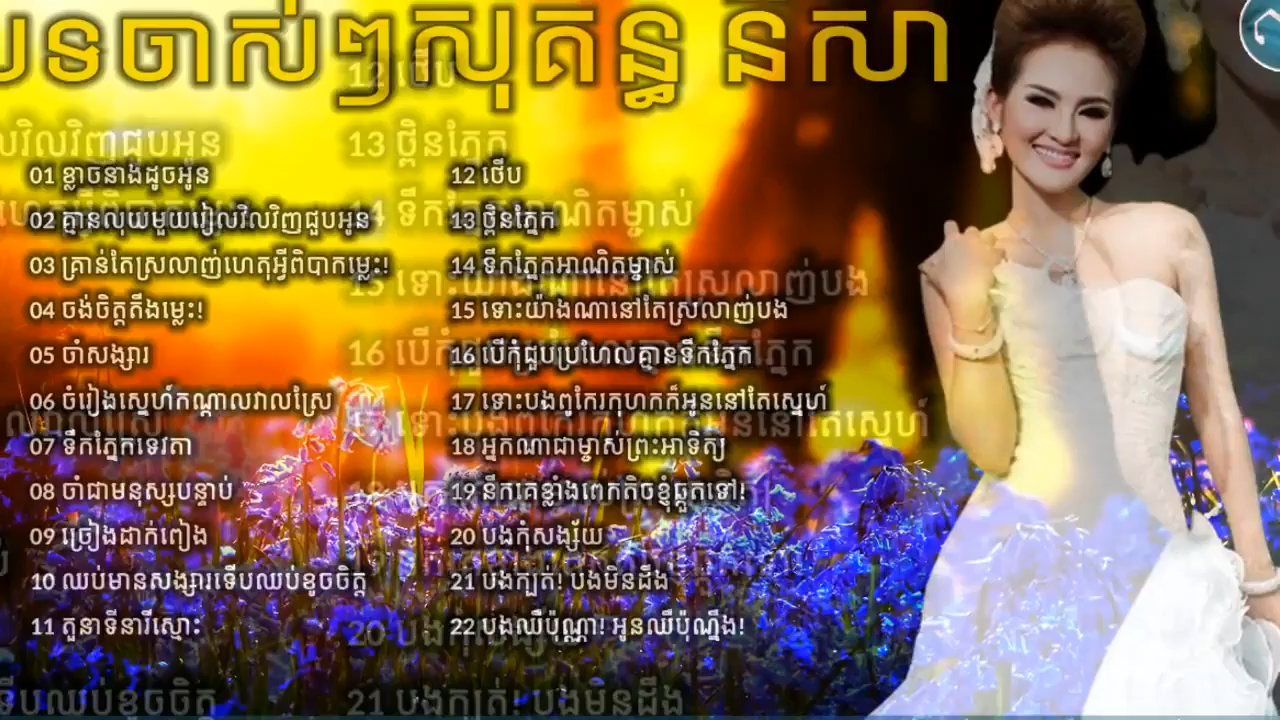 បទចាស់ៗសុគន្ធ និសា
01 ខ្លាចនាងដូចអូន
02 គ្មានលុយមួយរៀលវិលវិញជួបអូន
03 គ្រាន់តែស្រលាញ់ហេតុអ្វីពិបាកម្លេះ!
04 ចង់ចិត្តតឹងម្លេះ!
05 ចាំសង្សារ
06 ចំរៀងស្នេហ៍កណ្តាលវាលស្រែ
07 ទឹកភ្នែកទេវតា
08 ចាំជាមនុស្សបន្ទាប់
09 ច្រៀងដាក់ពៀង
10 ឈប់មានសង្សារទើបឈប់ខូចចិត្ត
11 តួនាទីនារីស្មោះ
12 ថើប
13 ថ្ពិនភ្នែក
14 ទឹកភ្នែកអាណិតម្ចាស់
15 ទោះយ៉ាងណានៅតែស្រលាញ់បង
16 បើកុំជួបប្រហែលគ្មានទឹកភ្នែក
17 ទោះបងពូកែរកុហកក៏អូននៅតែស្នេហ៍
18 អ្នកណាជាម្ចាស់ព្រះអាទិត្យ
19 នឹកគេខ្លាំងពេកតិចខ្ញុំឆ្កួតទៅ!
20 បងកុំសង្ស័យ
21 បងក្បត់! បងមិនដឹង
22 បងឈឺប៉ុណ្ណា! អូនឈឺប៉ុណ្នឹង!